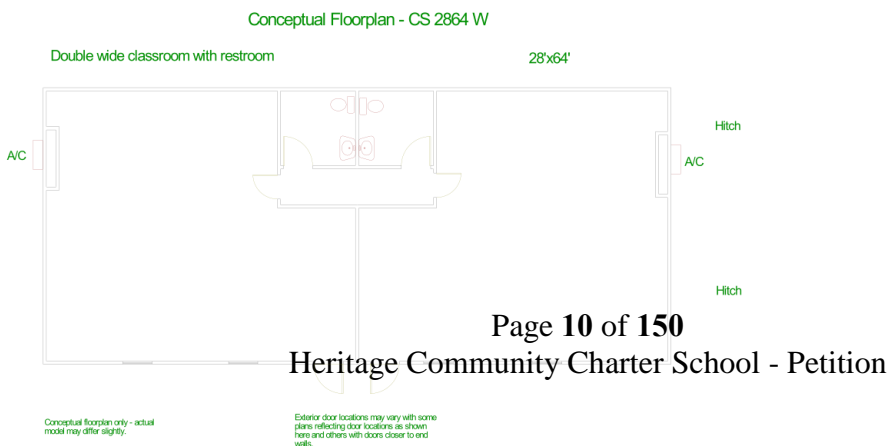 Conceptual Floorplan - CS 2864 W
Double wide classroom with restroom
28'x64'
Hitch
A/C
A/C
Hitch
Page 10 of 150
Heritage Community Charter School - Petition
Conceptual floorplan only - actual
model may differ slightly.
Exterior door locations may vary with some
plans reflecting door locations as shown
here and others with doors closer to end
walls.